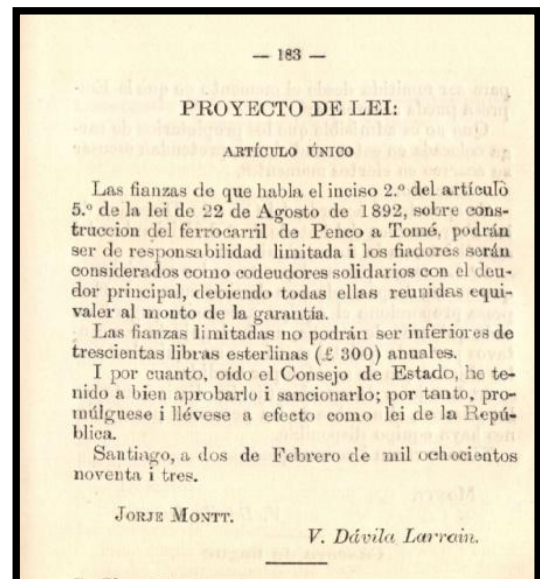 — 183 —
PROYECTO DE LEI:
ARTÍCULO ÚNICO
Las fianzas de que habla el inciso 2.º del artículo
5.º de la lei de 22 de Agosto de 1892, sobre cons-
truccion del ferrocarril de Penco a Tomé, podrán
ser de responsabilidad limitada i los fiadores serán
considerados como codeudores solidarios con el deu-
dor principal, debiendo todas ellas reunidas equi-
valer al monto de la garantía.
Las fianzas limitadas no podrán ser inferiores de
trescientas libras esterlinas (£ 300) anuales.
I por cuanto, oído el Consejo de Estado, he te-
nido a bien aprobarlo i sancionarlo; por tanto, pro-
múlguese i llévese a efecto como lei de la Repú-
blica.
Santiago, a dos de Febrero de mil ochocientos
noventa i tres.
JORJE MONTT.
V. Dávila Larrain.